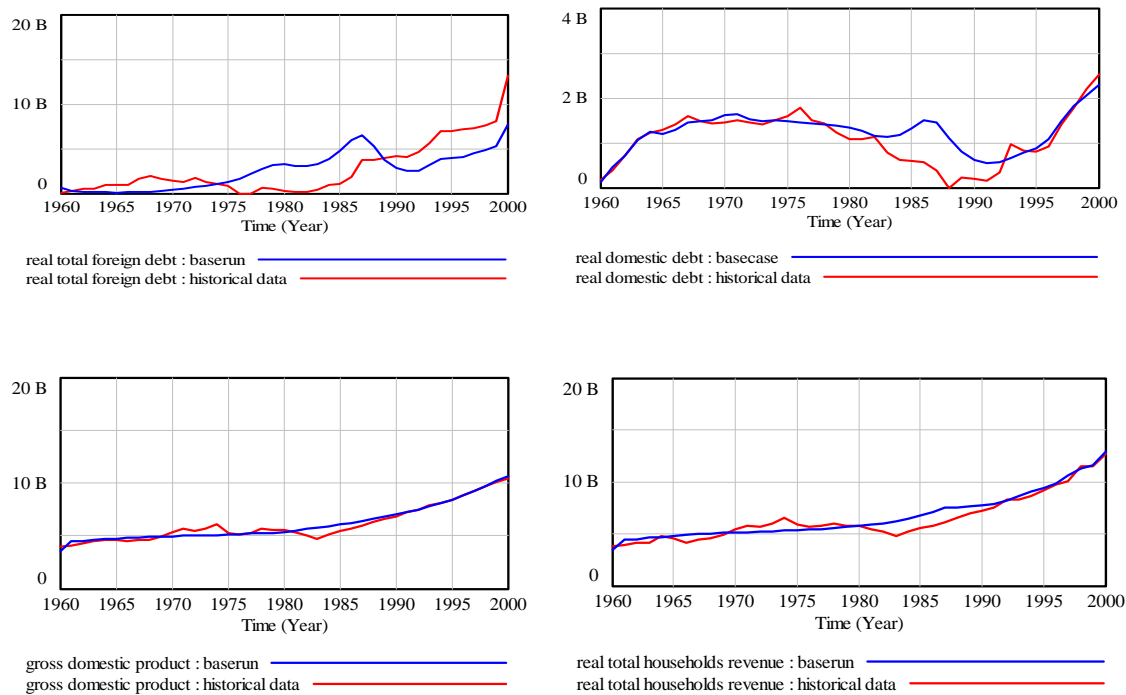 20 B
10 B
0
1960 1965 1970 1975 1980 1985 1990 1995 2000
Time (Year)
real total foreign debt : baserun
real total foreign debt : historical data
4 B
2 B
0
1960 1965 1970 1975 1980 1985 1990 1995 2000
Time (Year)
real domestic debt : basecase
real domestic debt : historical data
20 B
10 B
0
1960 1965 1970 1975 1980 1985 1990 1995 2000
Time (Year)
gross domestic product : baserun
gross domestic product : historical data
20 B
10 B
0
1960 1965 1970 1975 1980 1985 1990 1995 2000
Time (Year)
real total households revenue : baserun
real total households revenue : historical data